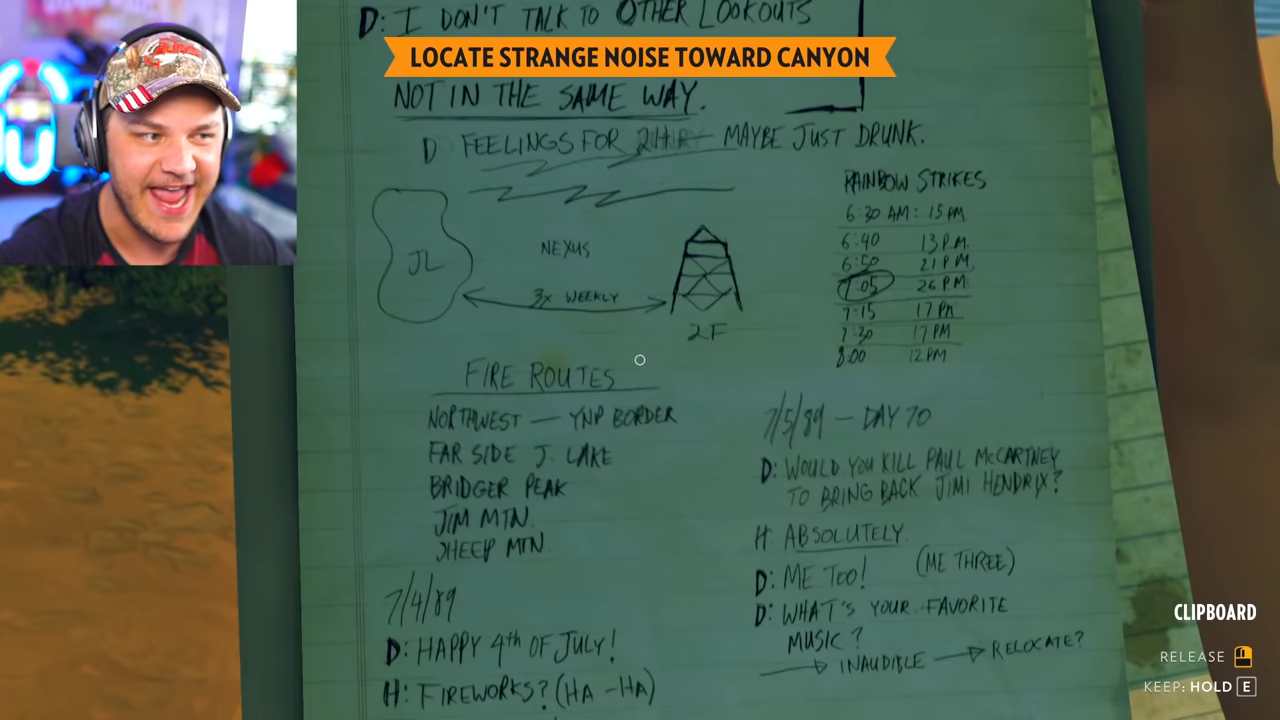 D: I DON'T TALK TO OTHER LOOKOUTS
LOCATE STRANGE NOISE TOWARD CANYON
NOT IN THE SAME WAY.
D FEELINGS FOR MAYBE JUST DRUNK.
RAINBOW STRIKES
6:30 AM: 15 PM
6:40 13 P.M.
6:50 21 P M
7:05 26 P.M
7:15 17 PM
7:30 17 PM
8:00 12 PM
JL
NEXUS
3x WEEKLY
2F
FIRE ROUTES
NORTHWEST — YNP BORDER
FAR SIDE J. LAKE
BRIDGER PEAK
JIM MTN.
SHEEP MTN
7/4/89
D: HAPPY 4th OF JULY!
H: FIREWORKS? (HA-HA)
7/5/89 — DAY 70
D: WOULD YOU KILL PAUL McCARTNEY
TO BRING BACK JIMI HENDRIX?
H: ABSOLUTELY.
D: ME TOO! (ME THREE)
D: WHAT'S YOUR FAVORITE
MUSIC?
→ INAUDIBLE → RELOCATE?
CLIPBOARD
RELEASE
KEEP: HOLD E